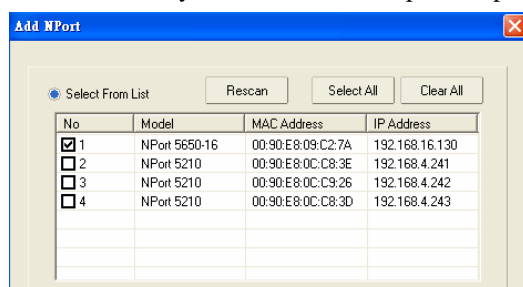 Add NPort
Select From List Rescan Select All Clear All
No Model MAC Address IP Address
1 NPort 5650-16 00:90:E8:09:C2:7A 192.168.16.130
2 NPort 5210 00:90:E8:0C:C8:3E 192.168.4.241
3 NPort 5210 00:90:E8:0C:C9:26 192.168.4.242
4 NPort 5210 00:90:E8:0C:C8:3D 192.168.4.243